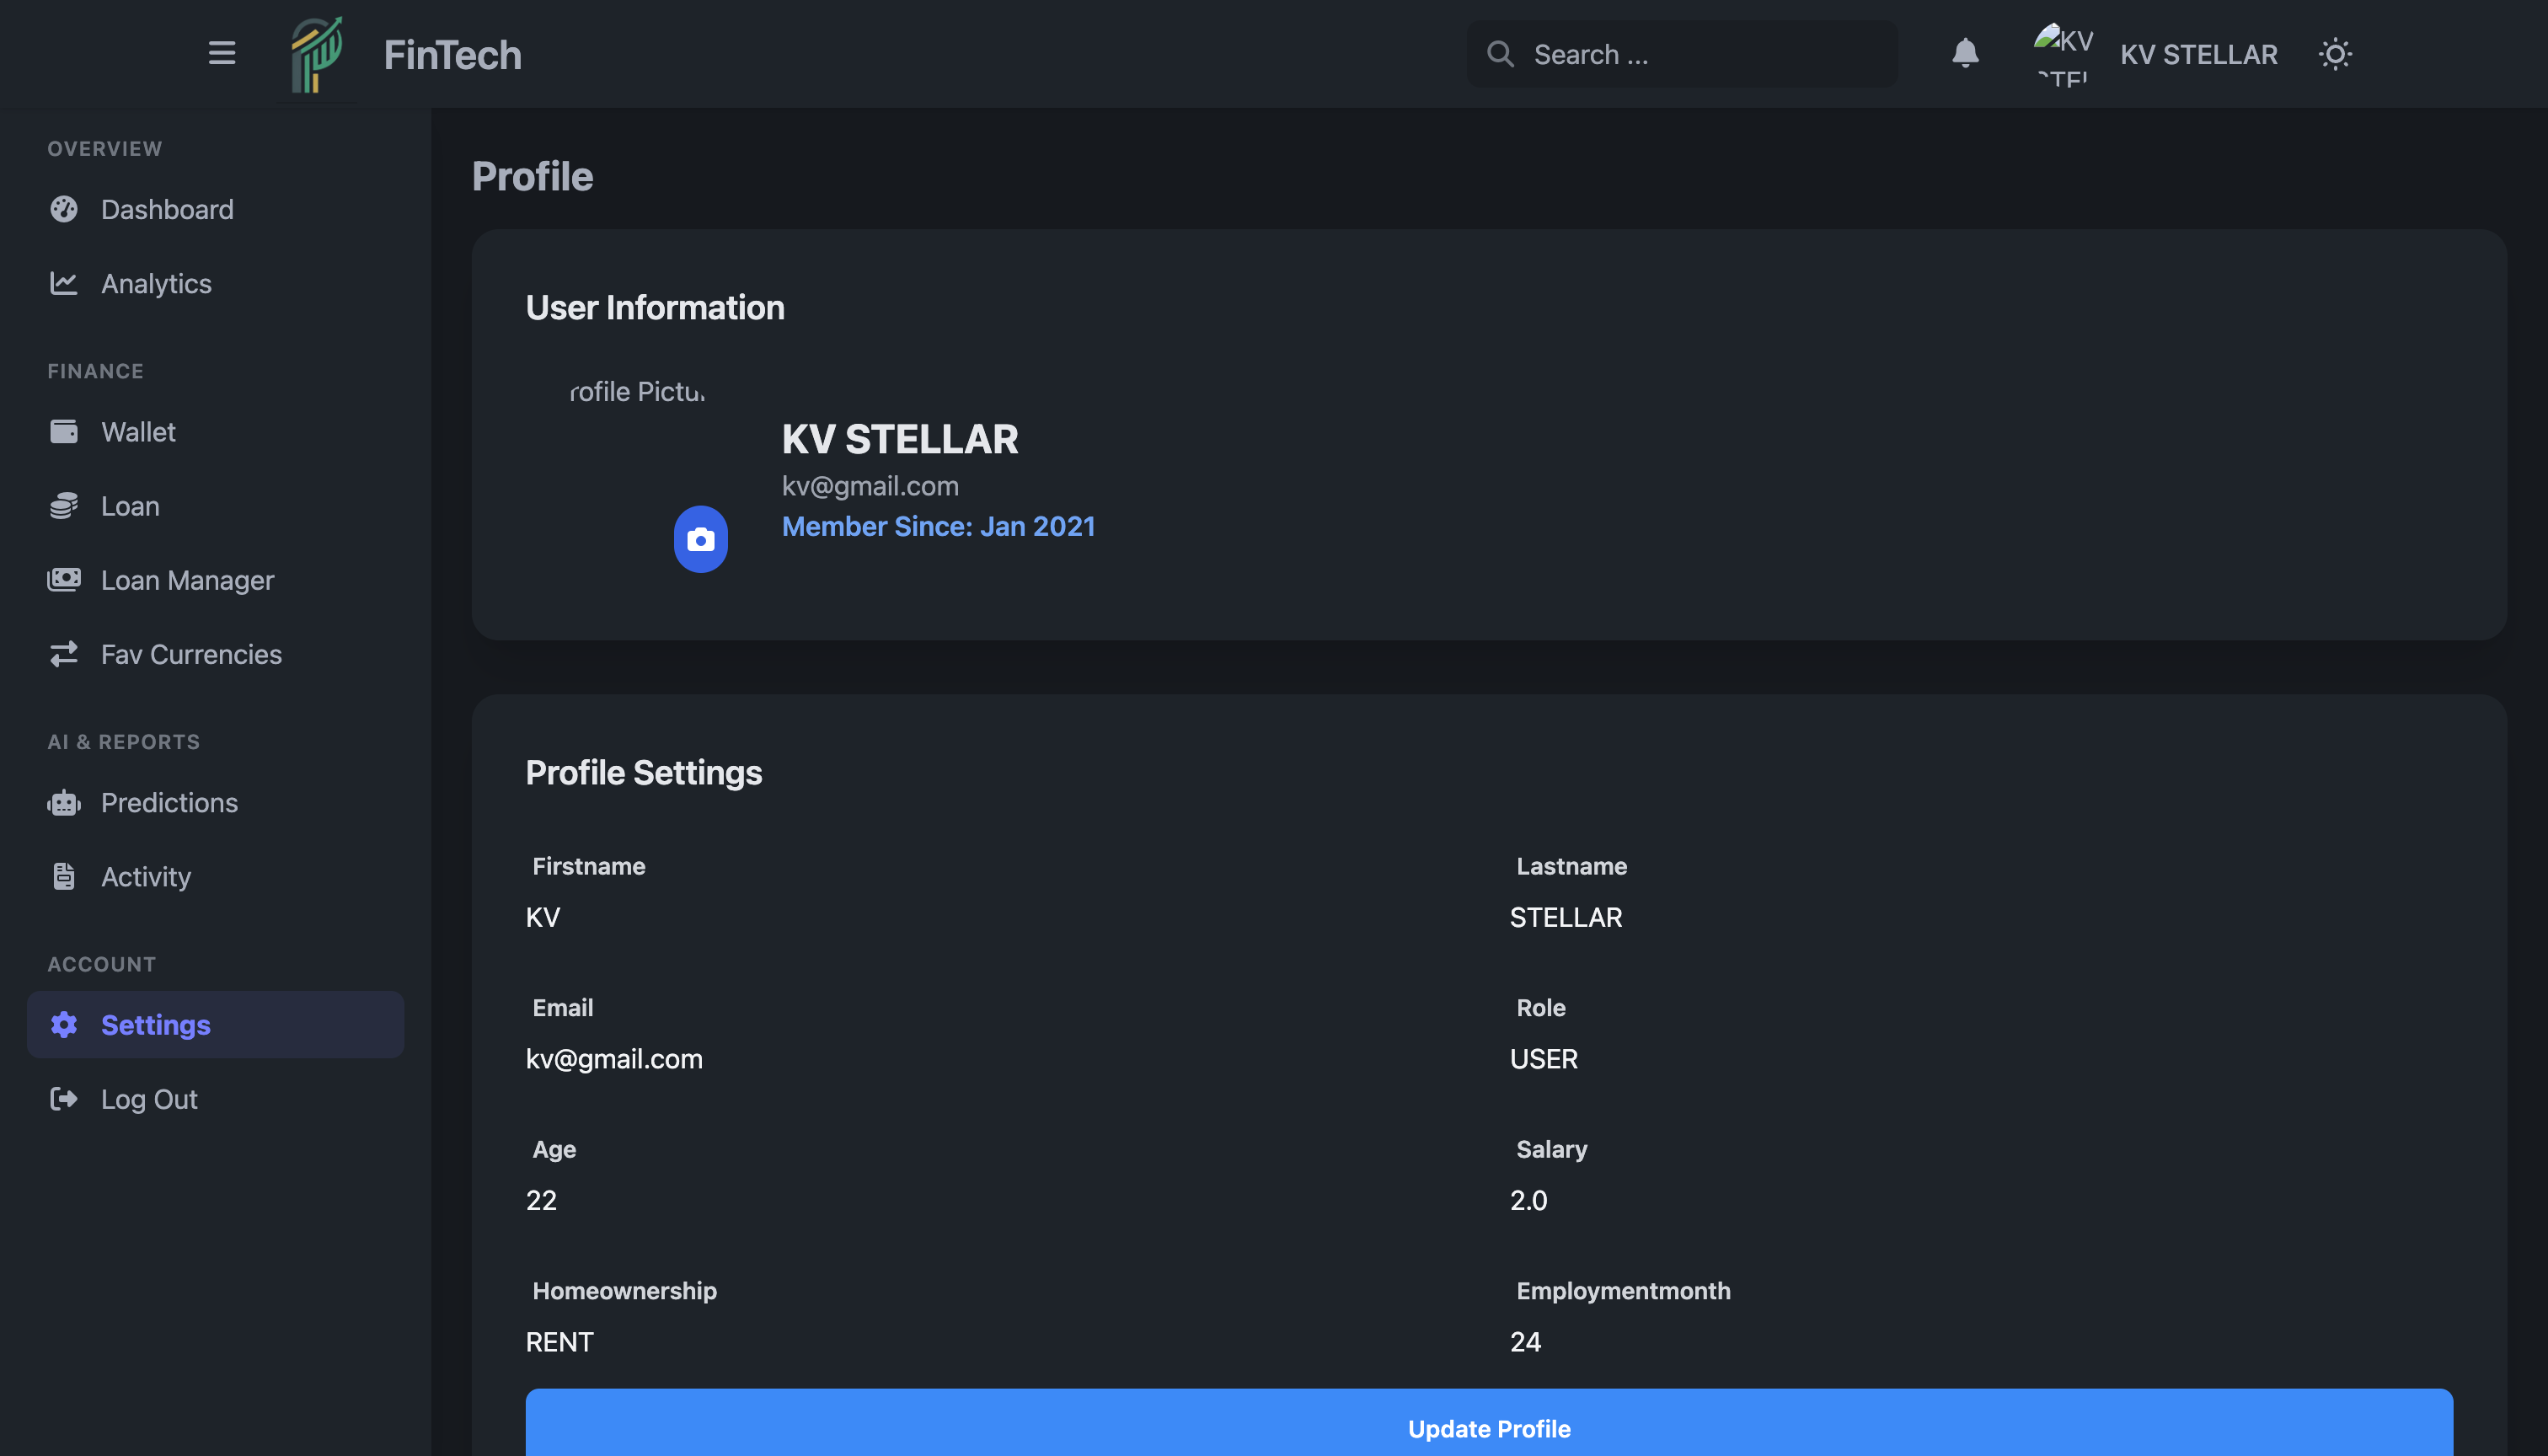 FinTech
Search ...
KV
STELLAR
KV STELLAR
OVERVIEW
Dashboard
Analytics
FINANCE
Wallet
Loan
Loan Manager
Fav Currencies
AI & REPORTS
Predictions
Activity
ACCOUNT
Settings
Log Out
Profile
User Information
rofile Pictu
KV STELLAR
kv@gmail.com
Member Since: Jan 2021
Profile Settings
Firstname
Lastname
KV
STELLAR
Email
Role
kv@gmail.com
USER
Age
Salary
22
2.0
Homeownership
Employmentmonth
RENT
24
Update Profile